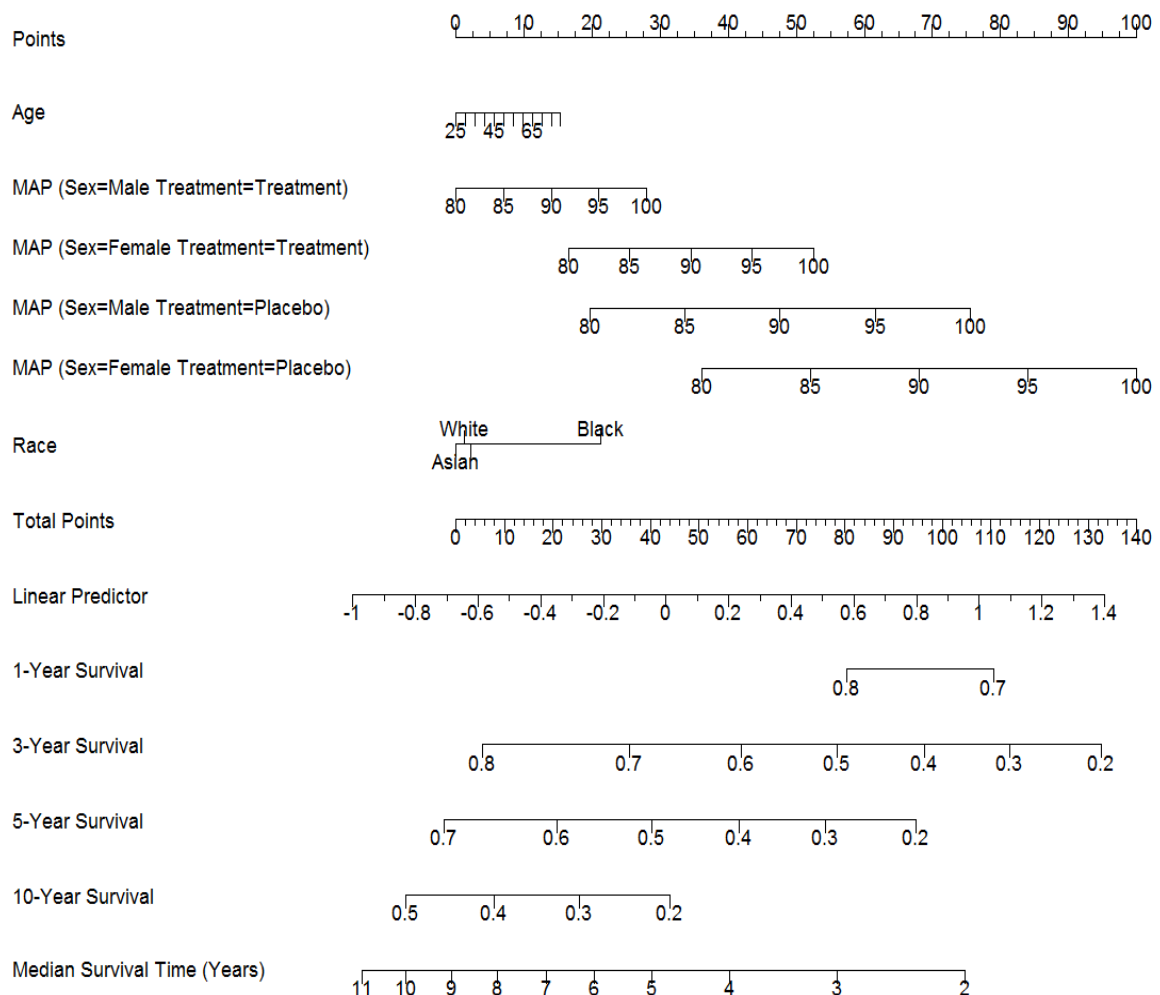 Points 0 10 20 30 40 50 60 70 80 90 100
Age 25 45 65
MAP (Sex=Male Treatment=Treatment) 80 85 90 95 100
MAP (Sex=Female Treatment=Treatment) 80 85 90 95 100
MAP (Sex=Male Treatment=Placebo) 80 85 90 95 100
MAP (Sex=Female Treatment=Placebo) 80 85 90 95 100
White Black
Race
Asian
Total Points 0 10 20 30 40 50 60 70 80 90 100 110 120 130 140
Linear Predictor -1 -0.8 -0.6 -0.4 -0.2 0 0.2 0.4 0.6 0.8 1 1.2 1.4
1-Year Survival 0.8 0.7
3-Year Survival 0.8 0.7 0.6 0.5 0.4 0.3 0.2
5-Year Survival 0.7 0.6 0.5 0.4 0.3 0.2
10-Year Survival 0.5 0.4 0.3 0.2
Median Survival Time (Years) 11 10 9 8 7 6 5 4 3 2